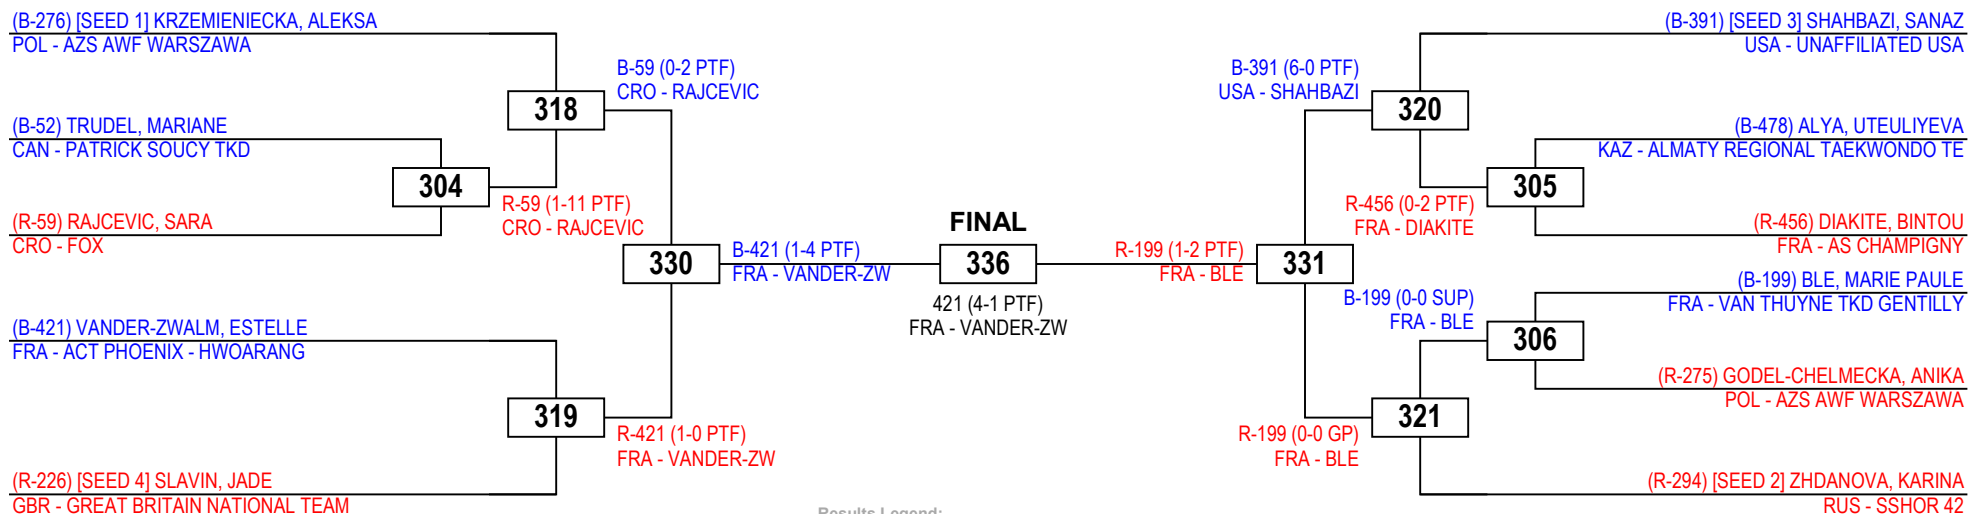 (B-276) [SEED 1] KRZEMIENIECKA, ALEKSA
POL - AZS AWF WARSZAWA
(B-52) TRUDEL, MARIANE
CAN - PATRICK SOUCY TKD
(R-59) RAJCEVIC, SARA
CRO - FOX
(B-421) VANDER-ZWALM, ESTELLE
FRA - ACT PHOENIX - HWOARANG
(R-226) [SEED 4] SLAVIN, JADE
GBR - GREAT BRITAIN NATIONAL TEAM
304
R-59 (1-11 PTF)
CRO - RAJCEVIC
318
319
B-59 (0-2 PTF)
CRO - RAJCEVIC
R-421 (1-0 PTF)
FRA - VANDER-ZW
330
B-421 (1-4 PTF)
FRA - VANDER-ZW
FINAL
336
421 (4-1 PTF)
FRA - VANDER-ZW
R-199 (1-2 PTF)
FRA - BLE
331
B-391 (6-0 PTF)
USA - SHAHBAZI
R-199 (0-0 GP)
FRA - BLE
320
321
R-456 (0-2 PTF)
FRA - DIAKITE
B-199 (0-0 SUP)
FRA - BLE
305
306
(B-391) [SEED 3] SHAHBAZI, SANAZ
USA - UNAFFILIATED USA
(B-478) ALYA, UTEULIYEVA
KAZ - ALMATY REGIONAL TAEKWONDO TE
(R-456) DIAKITE, BINTOU
FRA - AS CHAMPIGNY
(B-199) BLE, MARIE PAULE
FRA - VAN THUYNE TKD GENTILLY
(R-275) GODEL-CHELMECKA, ANIKA
POL - AZS AWF WARSZAWA
(R-294) [SEED 2] ZHDANOVA, KARINA
RUS - SSHOR 42
Results Legend: